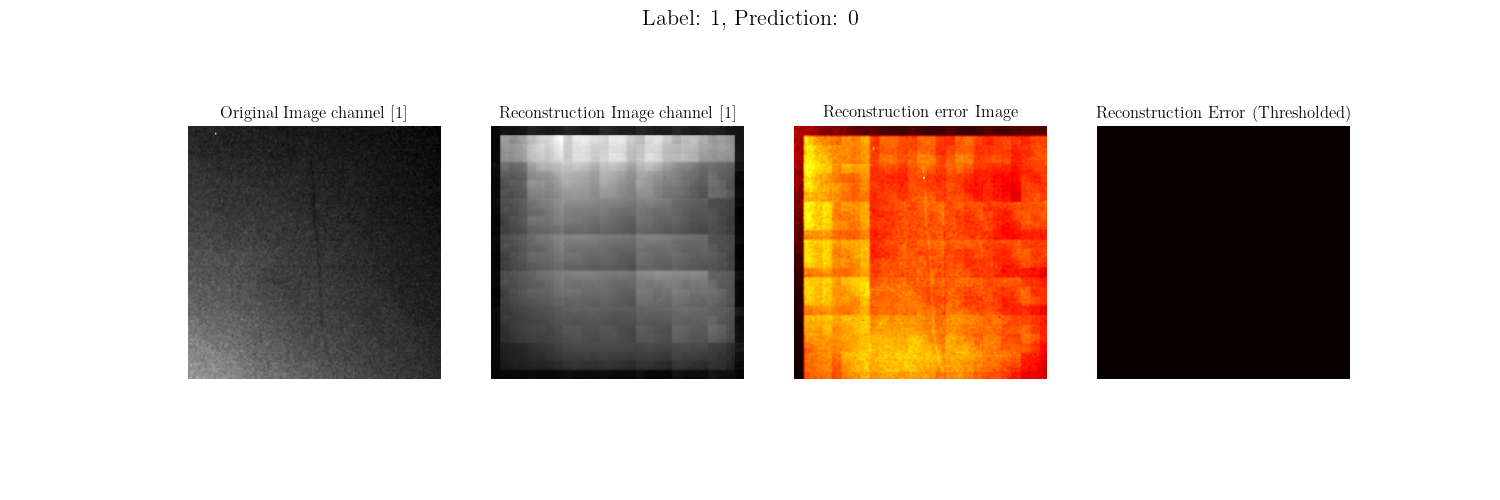 Label: 1, Prediction: 0
Original Image channel [1]
Reconstruction Image channel [1]
Reconstruction error Image
Reconstruction Error (Thresholded)